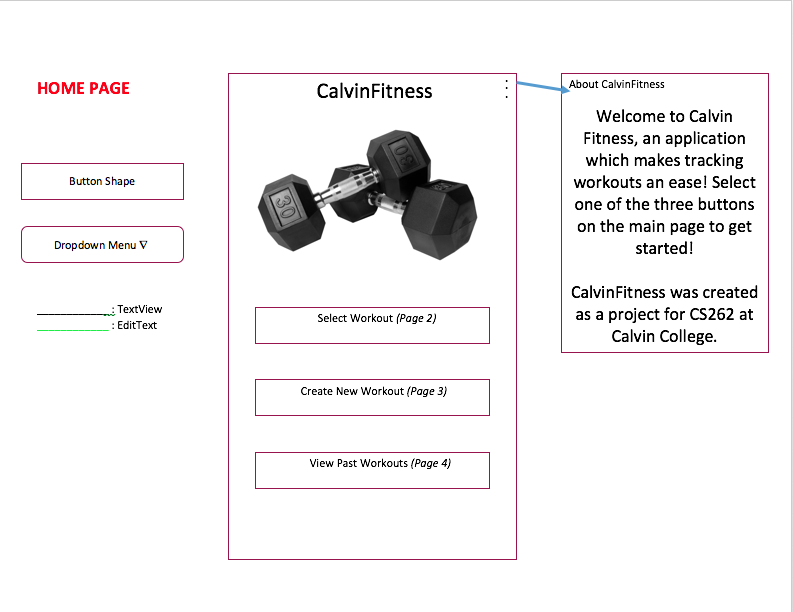 HOME PAGE
Button Shape
Dropdown Menu ∇
____________: TextView
____________ : EditText
CalvinFitness
⋮
30
30
Select Workout (Page 2)
Create New Workout (Page 3)
View Past Workouts (Page 4)
About CalvinFitness
Welcome to Calvin
Fitness, an application
which makes tracking
workouts an ease! Select
one of the three buttons
on the main page to get
started!
CalvinFitness was created
as a project for CS262 at
Calvin College.